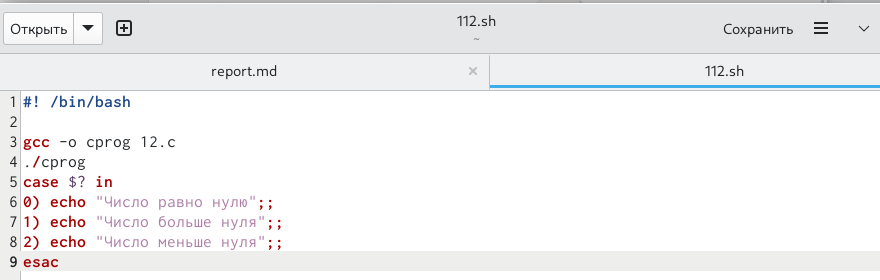 Открыть
112.sh
~
Сохранить
report.md
112.sh
1 #! /bin/bash
2
3 gcc -o cprog 12.c
4 ./cprog
5 case $? in
6 0) echo "Число равно нулю";;
7 1) echo "Число больше нуля";;
8 2) echo "Число меньше нуля";;
9 esac